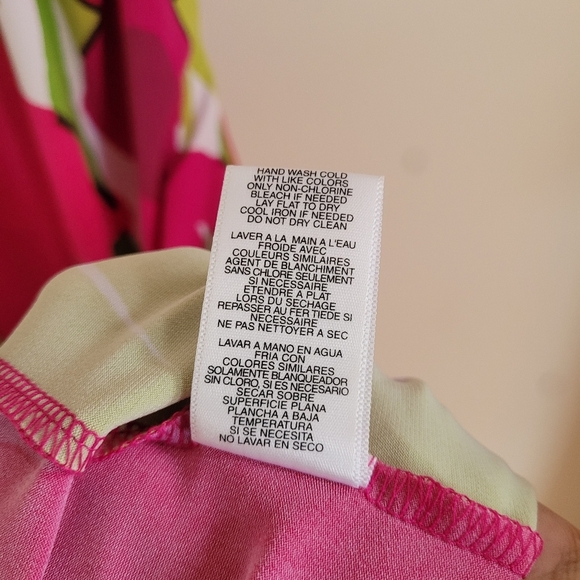 HAND WASH COLD
WITH LIKE COLORS
ONLY NON-CHLORINE
BLEACH IF NEEDED
LAY FLAT TO DRY
COOL IRON IF NEEDED
DO NOT DRY CLEAN
LAVER A LA MAIN A L'EAU
FROIDE AVEC
COULEURS SIMILAIRES
AGENT DE BLANCHIMENT
SANS CHLORE SEULEMENT
SI NECESSAIRE
ETENDRE A PLAT
LORS DU SECHAGE
REPASSER AU FER TIEDE SI
NECESSAIRE
NE PAS NETTOYER A SEC
LAVAR A MANO EN AGUA
FRIA CON
COLORES SIMILARES
SOLAMENTE BLANQUEADOR
SIN CLORO, SI ES NECESARIO
SECAR SOBRE
SUPERFICIE PLANA
PLANCHA A BAJA
TEMPERATURA
SI SE NECESITA
NO LAVAR EN SECO